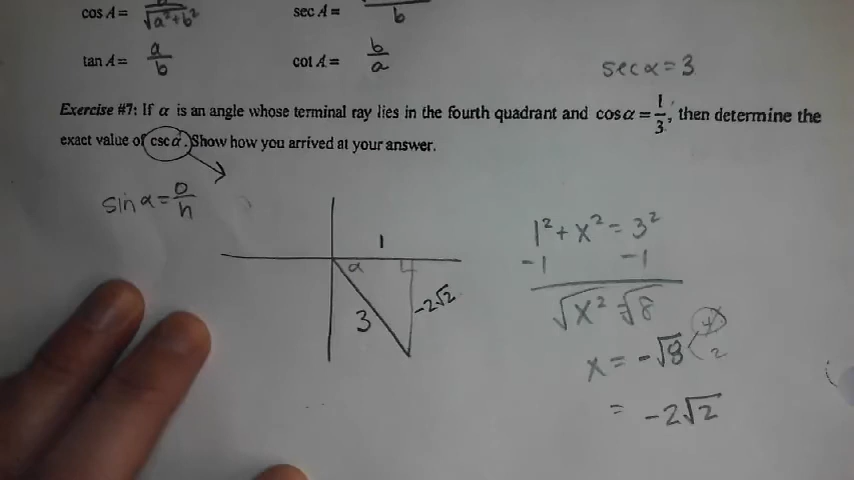 cos A = b/√a²+b² sec A = b
tan A = a/b cot A = b/a
sec α = 3
Exercise #7: If α is an angle whose terminal ray lies in the fourth quadrant and cos α = 1/3, then determine the
exact value of csc α. Show how you arrived at your answer.
sin α = O/H
1
α
3
-2√2
1² + x² = 3²
-1 -1
√x² = √8
x = -√8 4 2
= -2√2